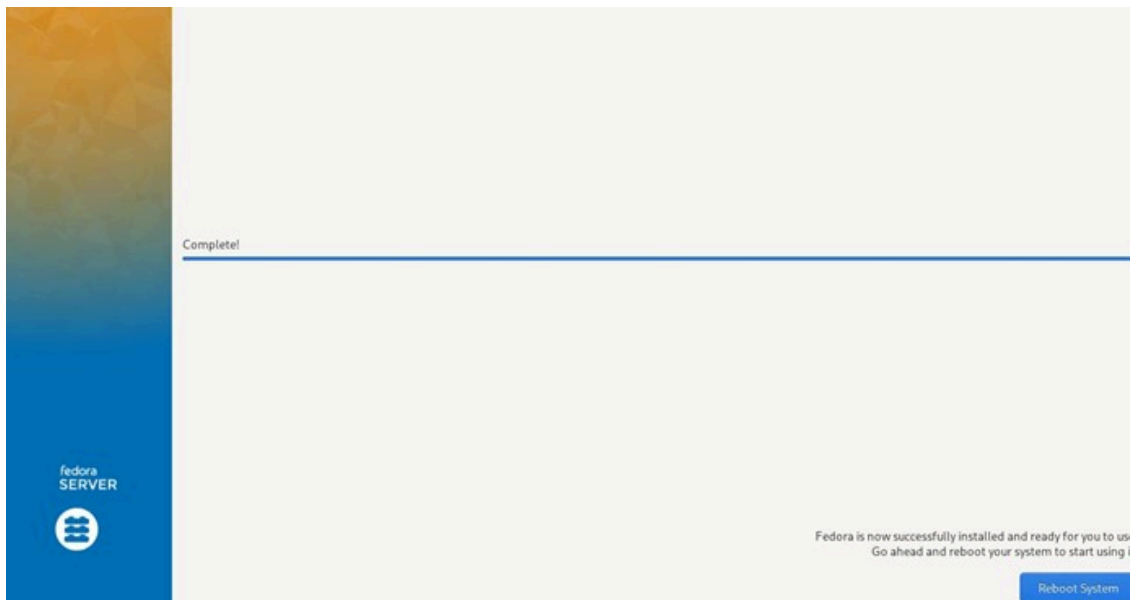 Complete!
fedora
SERVER
Fedora is now successfully installed and ready for you to use
Go ahead and reboot your system to start using i
Reboot System